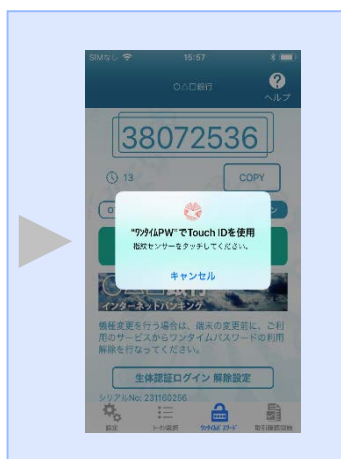 SIMなし 15:57
〇△□銀行
?
ヘルプ
38072536
13 COPY
"ワンタイムPW"でTouch IDを使用
指紋センサーをタッチしてください。
キャンセル
インターネットバンキング
機種変更を行う場合は、端末の変更前に、ご利
用のサービスからワンタイムパスワードの利用
解除を行なってください。
生体認証ログイン 解除設定
シリアルNo: 231160256
設定 トークン選択 ワンタイムパスワード